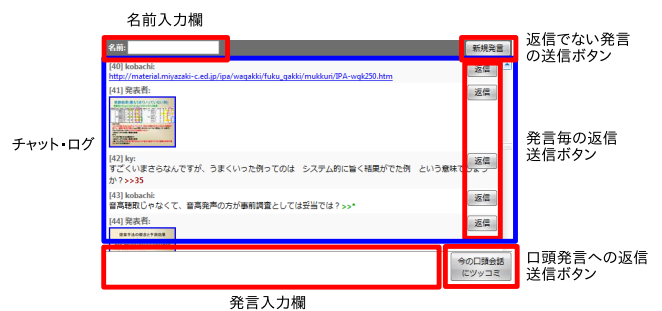 名前入力欄
返信でない発言
の送信ボタン
名前:
新規発言
[40] kobachi:
http://material.miyazaki-c.ed.jp/ipa/wagakki/fuku_gakki/mukkuri/IPA-wgk250.htm
返信
[41] 発表者:
返信
チャット・ログ
発言毎の返信
送信ボタン
[42] ky:
返信
すごくいまさらなんですが、うまくいった例ってのは システム的に旨く結果がでた例 という意味でしょう
か？>>35
[43] kobachi:
返信
音高聴取じゃなくて、音高発声の方が事前調査としては妥当では？>>*
[44] 発表者:
返信
今の口頭会話
にツッコミ
口頭発言への返信
送信ボタン
発言入力欄